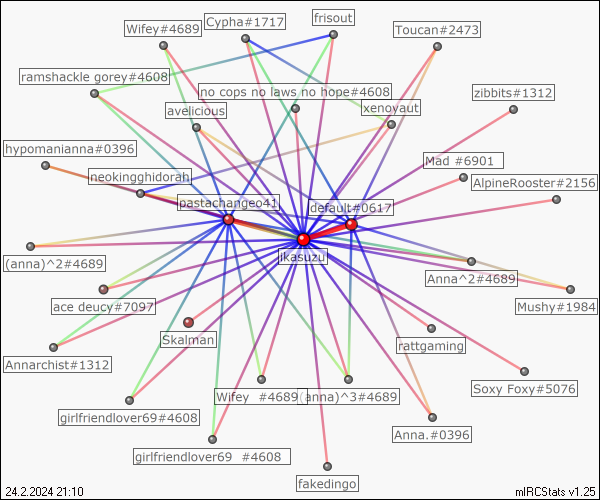 Wifey#4689
Cypha#1717
frisout
Toucan#2473
ramshackle gorey#4608
no cops no laws no hope#4608
zibbits#1312
avelicious
xenovaut
hypomanianna#0396
Mad #6901
neokingghidorah
AlpineRooster#2156
pastachangeo41
default#0617
ikasuzu
(anna)^2#4689
Anna^2#4689
ace deucy#7097
Mushy#1984
Skalman
rattgaming
Annarchist#1312
Soxy Foxy#5076
Wifey  #4689
(anna)^3#4689
girlfriendlover69#4608
Anna.#0396
girlfriendlover69  #4608
fakedingo
24.2.2024 21:10
mIRCStats v1.25